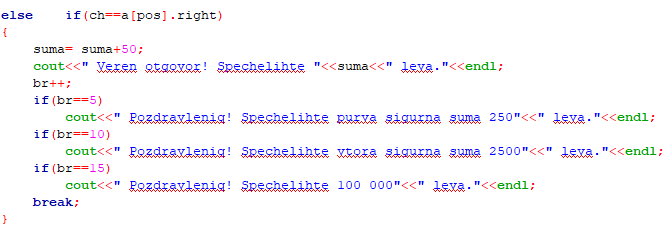 else    if(ch==a[pos].right)
{
    suma= suma+50;
    cout<<" Veren otgovor! Spechelihte "<<suma<<" leva."<<endl;
    br++;
    if(br==5)
        cout<<" Pozdravleniq! Spechelihte purva sigurna suma 250"<<" leva."<<endl;
    if(br==10)
        cout<<" Pozdravleniq! Spechelihte vtora sigurna suma 2500"<<" leva."<<endl;
    if(br==15)
        cout<<" Pozdravleniq! Spechelihte 100 000"<<" leva."<<endl;
    break;
}